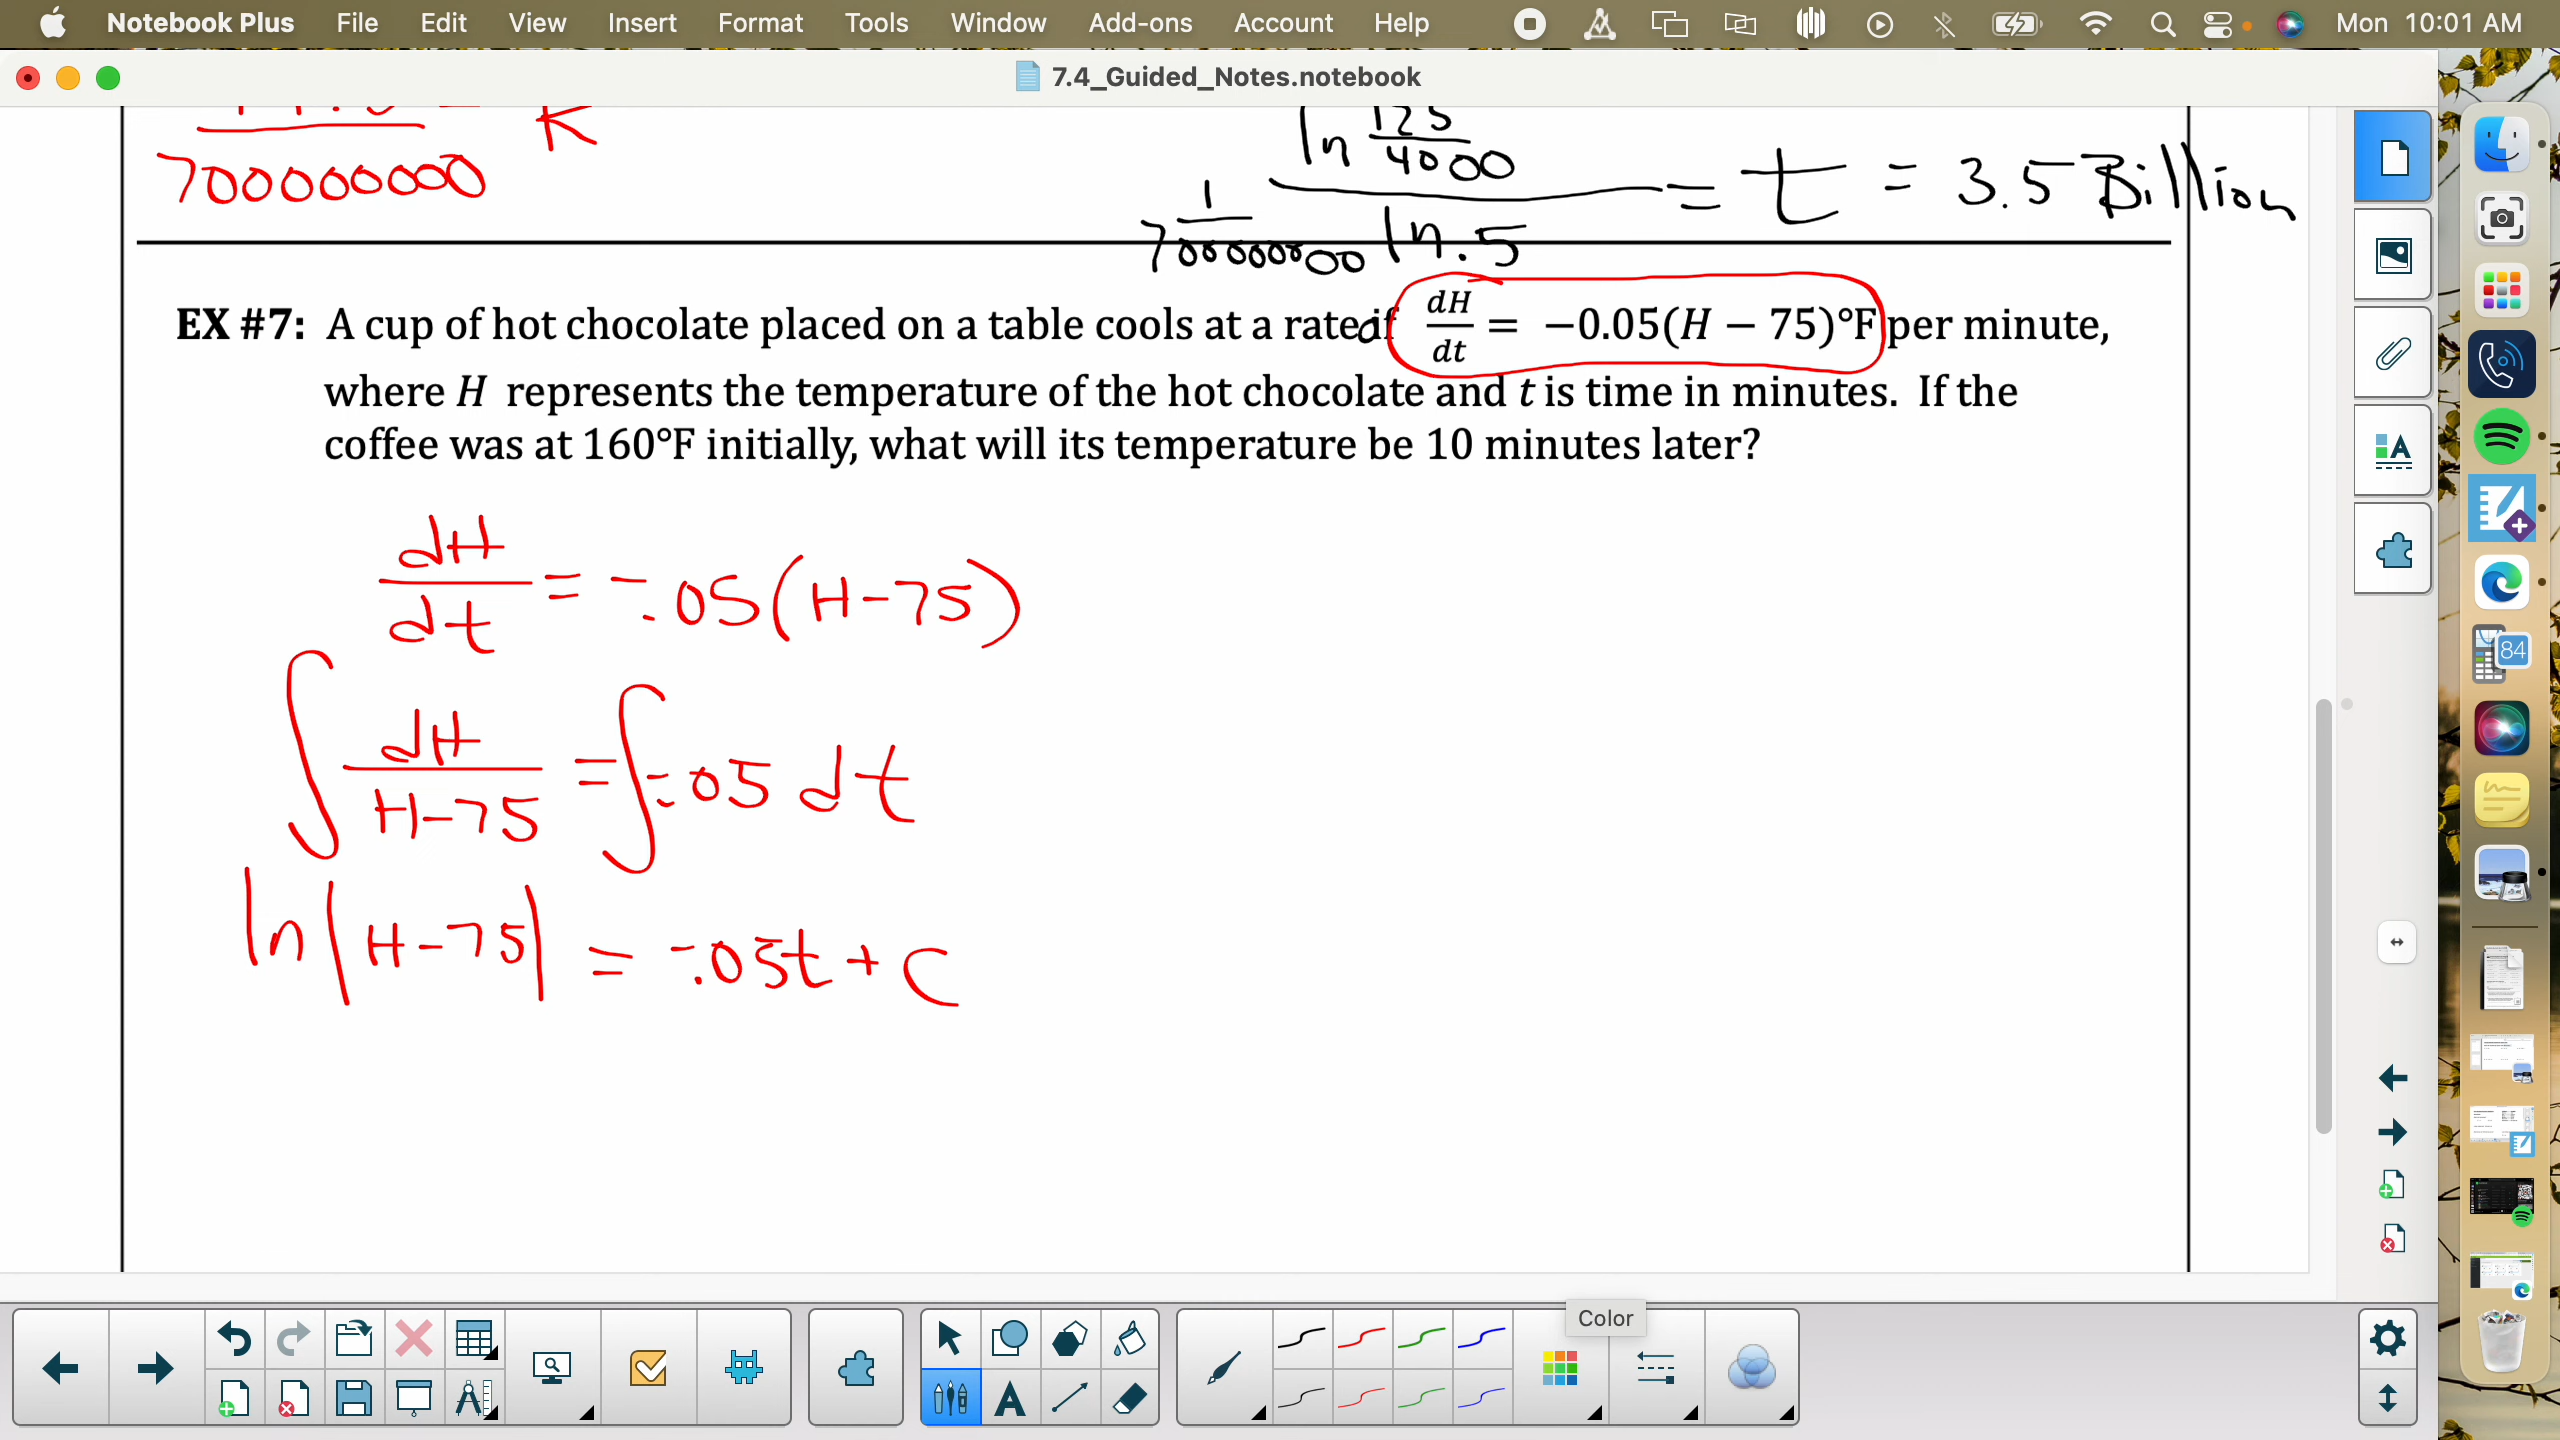 Notebook Plus File Edit View Insert Format Tools Window Add-ons Account Help Mon 10:01 AM
7.4_Guided_Notes.notebook
700000000 K
ln 125/4000
1/700000000 ln .5 = t = 3.5 Billion
EX #7: A cup of hot chocolate placed on a table cools at a rate of dH/dt = −0.05(H − 75)°F per minute,
where H represents the temperature of the hot chocolate and t is time in minutes. If the
coffee was at 160°F initially, what will its temperature be 10 minutes later?
dH/dt = -.05(H-75)
∫ dH/H-75 = ∫ -.05 dt
ln|H-75| = -.05t + C
Color
A
A
84